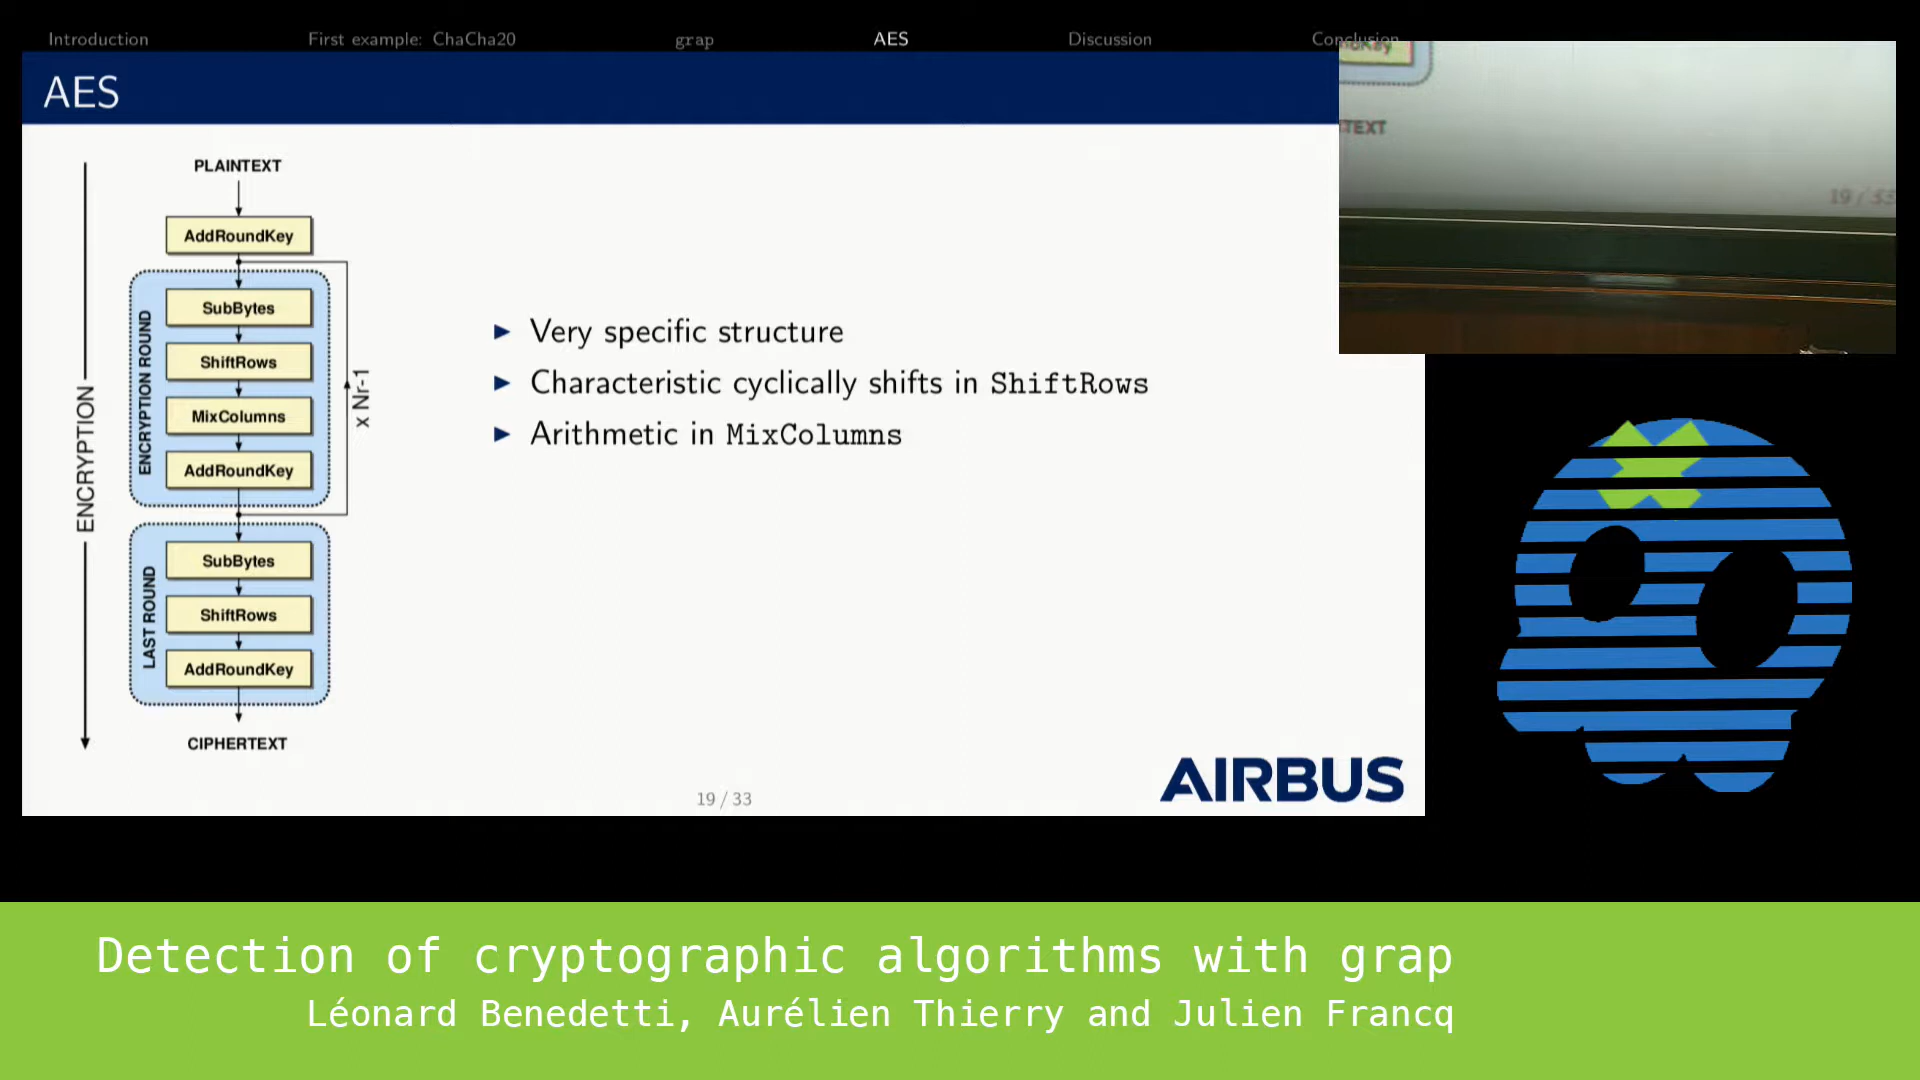 Introduction
First example: ChaCha20
grap
AES
Discussion
Conclusion
AES
PLAINTEXT
AddRoundKey
SubBytes
ShiftRows
MixColumns
AddRoundKey
ENCRYPTION ROUND
x Nr-1
ENCRYPTION
SubBytes
ShiftRows
AddRoundKey
LAST ROUND
CIPHERTEXT
► Very specific structure
► Characteristic cyclically shifts in ShiftRows
► Arithmetic in MixColumns
19 / 33
AIRBUS
TEXT
19 / 33
Detection of cryptographic algorithms with grap
Léonard Benedetti, Aurélien Thierry and Julien Francq